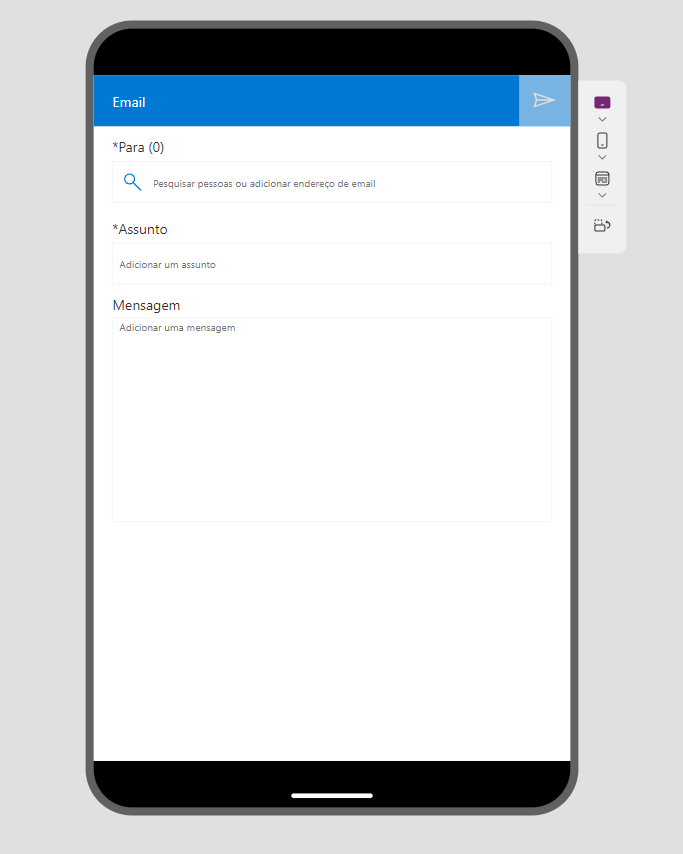 Email
*Para (0)
Pesquisar pessoas ou adicionar endereço de email
*Assunto
Adicionar um assunto
Mensagem
Adicionar uma mensagem